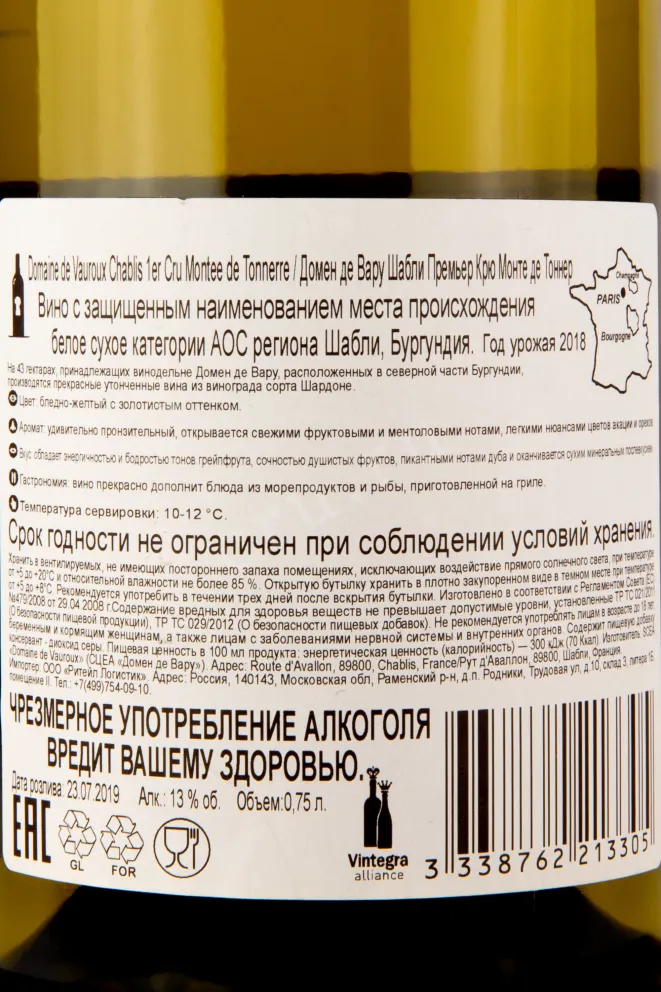 Domaine de Vauroux Chablis 1er Cru Montee de Tonnerre / Домен де Вару Шабли Премьер Крю Монте де Тоннер
Вино с защищенным наименованием места происхождения
белое сухое категории АОС региона Шабли, Бургундия. Год урожая 2018
Champagne
PARIS
Bourgogne
На 43 гектарах, принадлежащих винодельне Домен де Вару, расположенных в северной части Бургундии,
производятся прекрасные утонченные вина из винограда сорта Шардоне.
Цвет: бледно-желтый с золотистым оттенком.
Аромат: удивительно пронзительный, открывается свежими фруктовыми и ментоловыми нотами, легкими нюансами цветов акации и орехов
Вкус обладает энергичностью и бодростью тонов грейпфрута, сочностью душистых фруктов, пикантными нотами дуба и оканчивается сухим минеральным послевкусием
Гастрономия: вино прекрасно дополнит блюда из морепродуктов и рыбы, приготовленной на гриле.
Температура сервировки: 10-12 °С.
Срок годности не ограничен при соблюдении условий хранения.
Хранить в вентилируемых, не имеющих постороннего запаха помещениях, исключающих воздействие прямого солнечного света, при температуре
от +5 до +20°С и относительной влажности не более 85 %. Открытую бутылку хранить в плотно закупоренном виде в темном месте при температуре
от +5 до +8°С. Рекомендуется употребить в течении трех дней после вскрытия бутылки. Изготовлено в соответствии с Регламентом Совета (ЕС)
№479/2008 от 29.04 2008 г.Содержание вредных для здоровья веществ не превышает допустимые уровни, установленные ТР ТС 021/2011
(О безопасности пищевой продукции), ТР ТС 029/2012 (О безопасности пищевых добавок). Не рекомендуется употреблять лицам в возрасте до 18 лет,
беременным и кормящим женщинам, а также лицам с заболеваниями нервной системы и внутренних органов. Содержит пищевую добавку
консервант - диоксид серы. Пищевая ценность в 100 мл продукта: энергетическая ценность (калорийность) — 300 кДж (70 Ккал). Изготовитель: SCEA
«Domaine de Vauroux» (СЦЕА «Домен де Вару»). Адрес: Route d'Avallon, 89800, Chablis, France/Рут д'Аваллон, 89800, Шабли, Франция.
Импортер. ООО «Ритейл Логистик». Адрес: Россия, 140143, Московская обл, Раменский р-н, д.п. Родники, Трудовая ул, д.10, склад 3, литера 1Б,
помещение II. Тел.: +7(499)754-09-10.
ЧРЕЗМЕРНОЕ УПОТРЕБЛЕНИЕ АЛКОГОЛЯ
ВРЕДИТ ВАШЕМУ ЗДОРОВЬЮ.
Дата розлива: 23.07.2019 Алк.: 13 % об. Объем:0,75 л.
EAC
GL
FOR
Vintegra
alliance
3 338762 213305